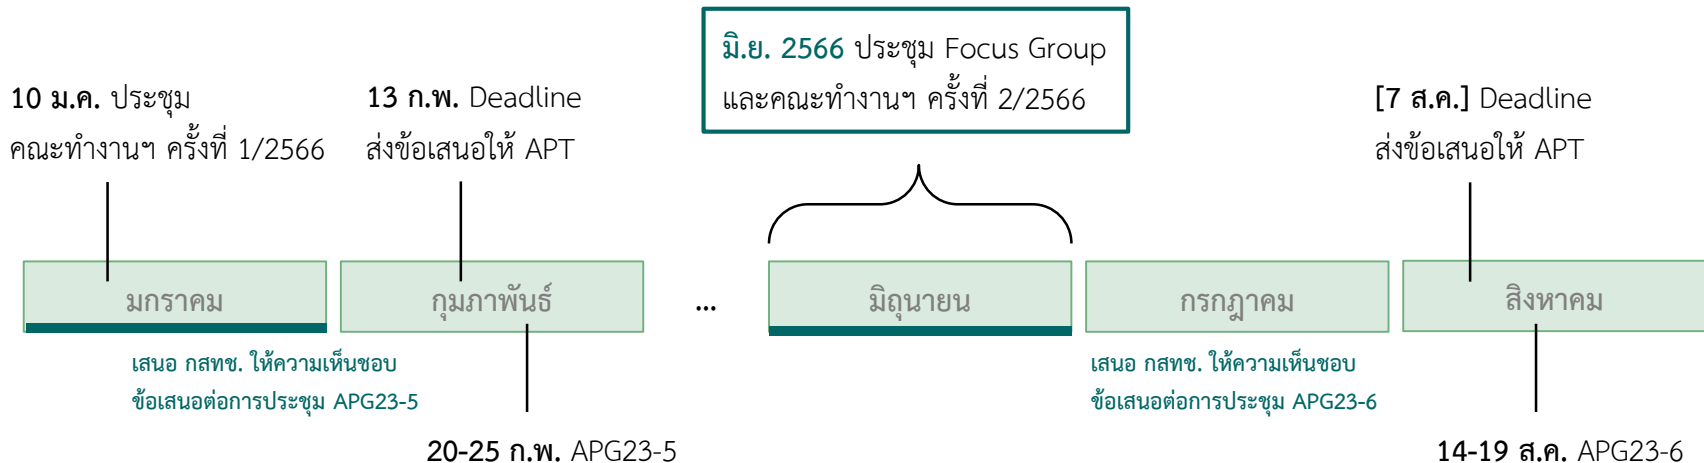 มิ.ย. 2566 ประชุม Focus Group
และคณะทำงานฯ ครั้งที่ 2/2566
10 ม.ค. ประชุม
คณะทำงานฯ ครั้งที่ 1/2566
13 ก.พ. Deadline
ส่งข้อเสนอให้ APT
[7 ส.ค.] Deadline
ส่งข้อเสนอให้ APT
มกราคม
กุมภาพันธ์
...
มิถุนายน
กรกฎาคม
สิงหาคม
เสนอ กสทช. ให้ความเห็นชอบ
ข้อเสนอต่อการประชุม APG23-5
เสนอ กสทช. ให้ความเห็นชอบ
ข้อเสนอต่อการประชุม APG23-6
20-25 ก.พ. APG23-5
14-19 ส.ค. APG23-6